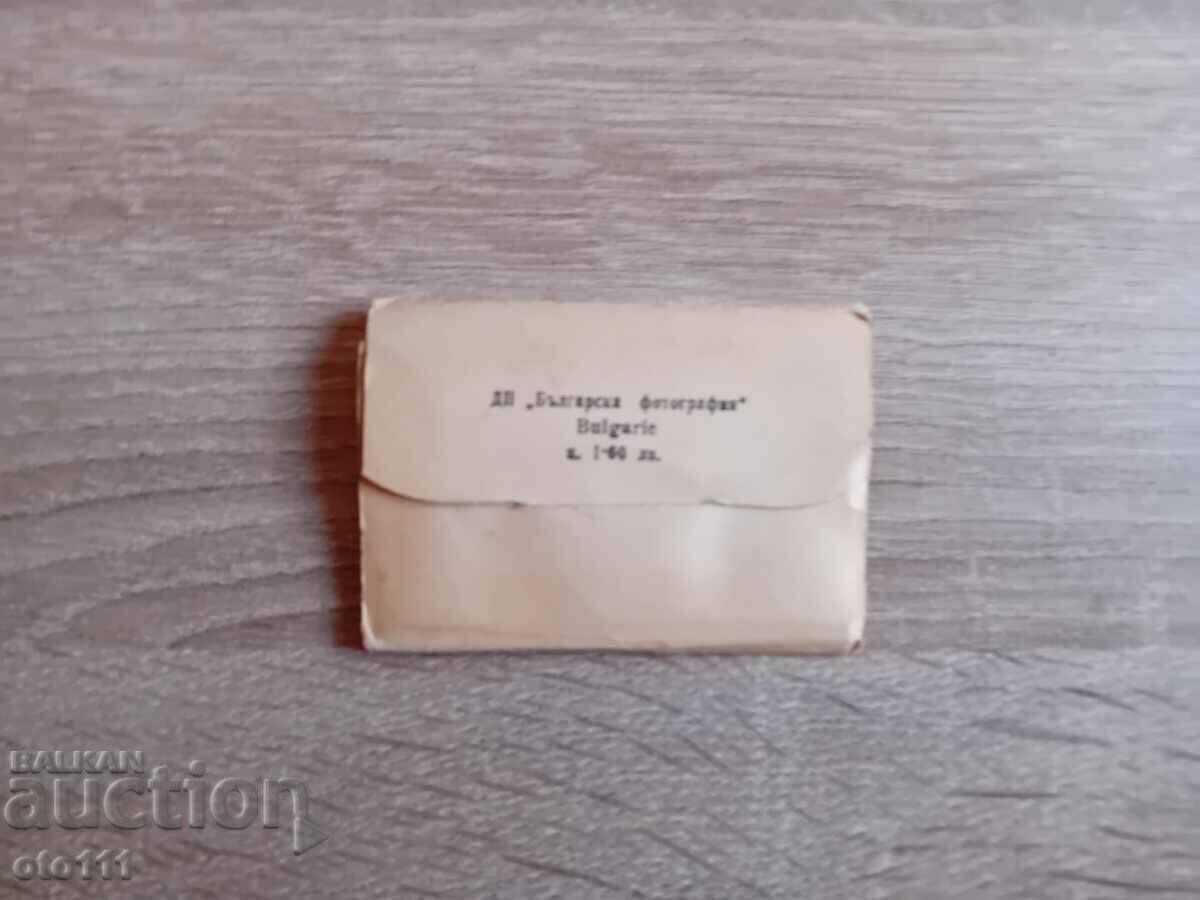 ДП „Българска фотография"
Bulgarie
ц. 1·60 лв.
BALKAN
auction
oto111